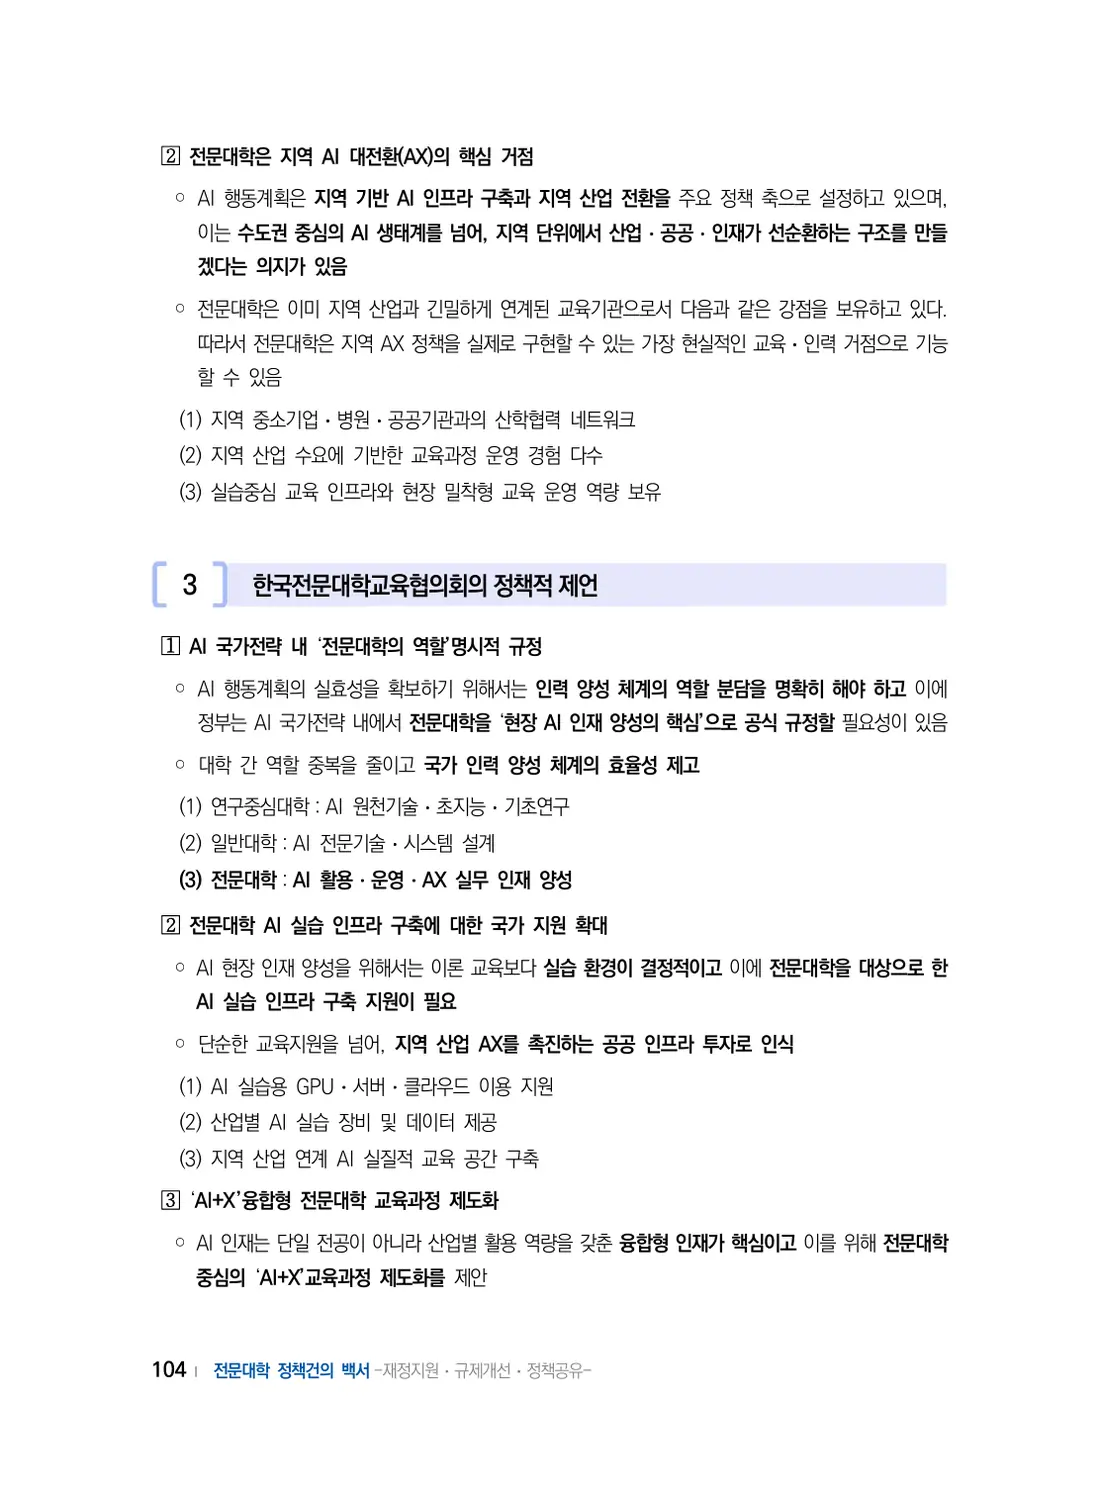 2 전문대학은 지역 AI 대전환(AX)의 핵심 거점
○ AI 행동계획은 지역 기반 AI 인프라 구축과 지역 산업 전환을 주요 정책 축으로 설정하고 있으며,
이는 수도권 중심의 AI 생태계를 넘어, 지역 단위에서 산업·공공·인재가 선순환하는 구조를 만들
겠다는 의지가 있음
○ 전문대학은 이미 지역 산업과 긴밀하게 연계된 교육기관으로서 다음과 같은 강점을 보유하고 있다.
따라서 전문대학은 지역 AX 정책을 실제로 구현할 수 있는 가장 현실적인 교육·인력 거점으로 기능
할 수 있음
(1) 지역 중소기업·병원·공공기관과의 산학협력 네트워크
(2) 지역 산업 수요에 기반한 교육과정 운영 경험 다수
(3) 실습중심 교육 인프라와 현장 밀착형 교육 운영 역량 보유
3 한국전문대학교육협의회의 정책적 제언
1 AI 국가전략 내 ‘전문대학의 역할’명시적 규정
○ AI 행동계획의 실효성을 확보하기 위해서는 인력 양성 체계의 역할 분담을 명확히 해야 하고 이에
정부는 AI 국가전략 내에서 전문대학을 ‘현장 AI 인재 양성의 핵심’으로 공식 규정할 필요성이 있음
○ 대학 간 역할 중복을 줄이고 국가 인력 양성 체계의 효율성 제고
(1) 연구중심대학 : AI 원천기술·초지능·기초연구
(2) 일반대학 : AI 전문기술·시스템 설계
(3) 전문대학 : AI 활용·운영·AX 실무 인재 양성
2 전문대학 AI 실습 인프라 구축에 대한 국가 지원 확대
○ AI 현장 인재 양성을 위해서는 이론 교육보다 실습 환경이 결정적이고 이에 전문대학을 대상으로 한
AI 실습 인프라 구축 지원이 필요
○ 단순한 교육지원을 넘어, 지역 산업 AX를 촉진하는 공공 인프라 투자로 인식
(1) AI 실습용 GPU·서버·클라우드 이용 지원
(2) 산업별 AI 실습 장비 및 데이터 제공
(3) 지역 산업 연계 AI 실질적 교육 공간 구축
3 ‘AI+X’융합형 전문대학 교육과정 제도화
○ AI 인재는 단일 전공이 아니라 산업별 활용 역량을 갖춘 융합형 인재가 핵심이고 이를 위해 전문대학
중심의 ‘AI+X’교육과정 제도화를 제안
104 | 전문대학 정책건의 백서 -재정지원·규제개선·정책공유-